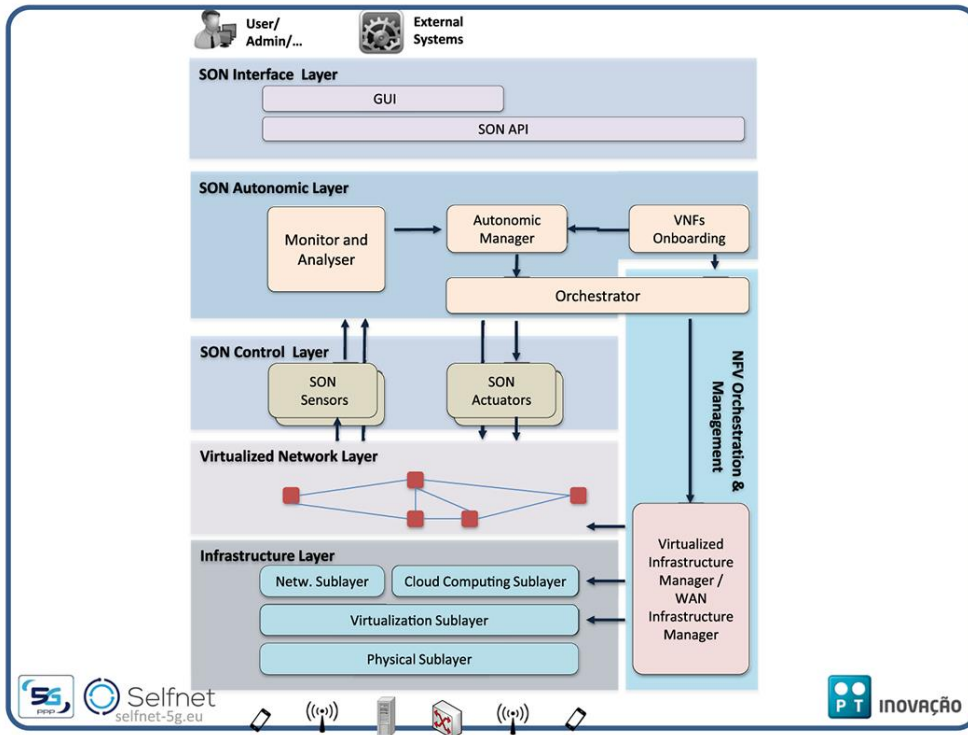 User/
Admin/...
External
Systems
SON Interface Layer
GUI
SON API
SON Autonomic Layer
Monitor and
Analyser
Autonomic
Manager
VNFs
Onboarding
Orchestrator
SON Control Layer
SON
Sensors
SON
Actuators
NFV Orchestration &
Management
Virtualized Network Layer
Virtualized
Infrastructure
Manager /
WAN
Infrastructure
Manager
Infrastructure Layer
Netw. Sublayer
Cloud Computing Sublayer
Virtualization Sublayer
Physical Sublayer
5G
PPP
Selfnet
selfnet-5g.eu
PT
INOVAÇÃO